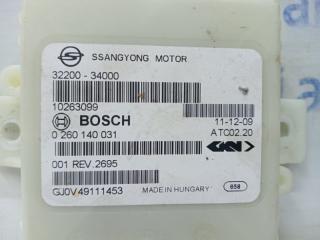 SSANGYONG MOTOR
32200 - 34000
10263099
BOSCH 11-12-09
0 260 140 031 ATC02.20
001 REV.2695 GKN
GJ0V49111453 MADE IN HUNGARY 658